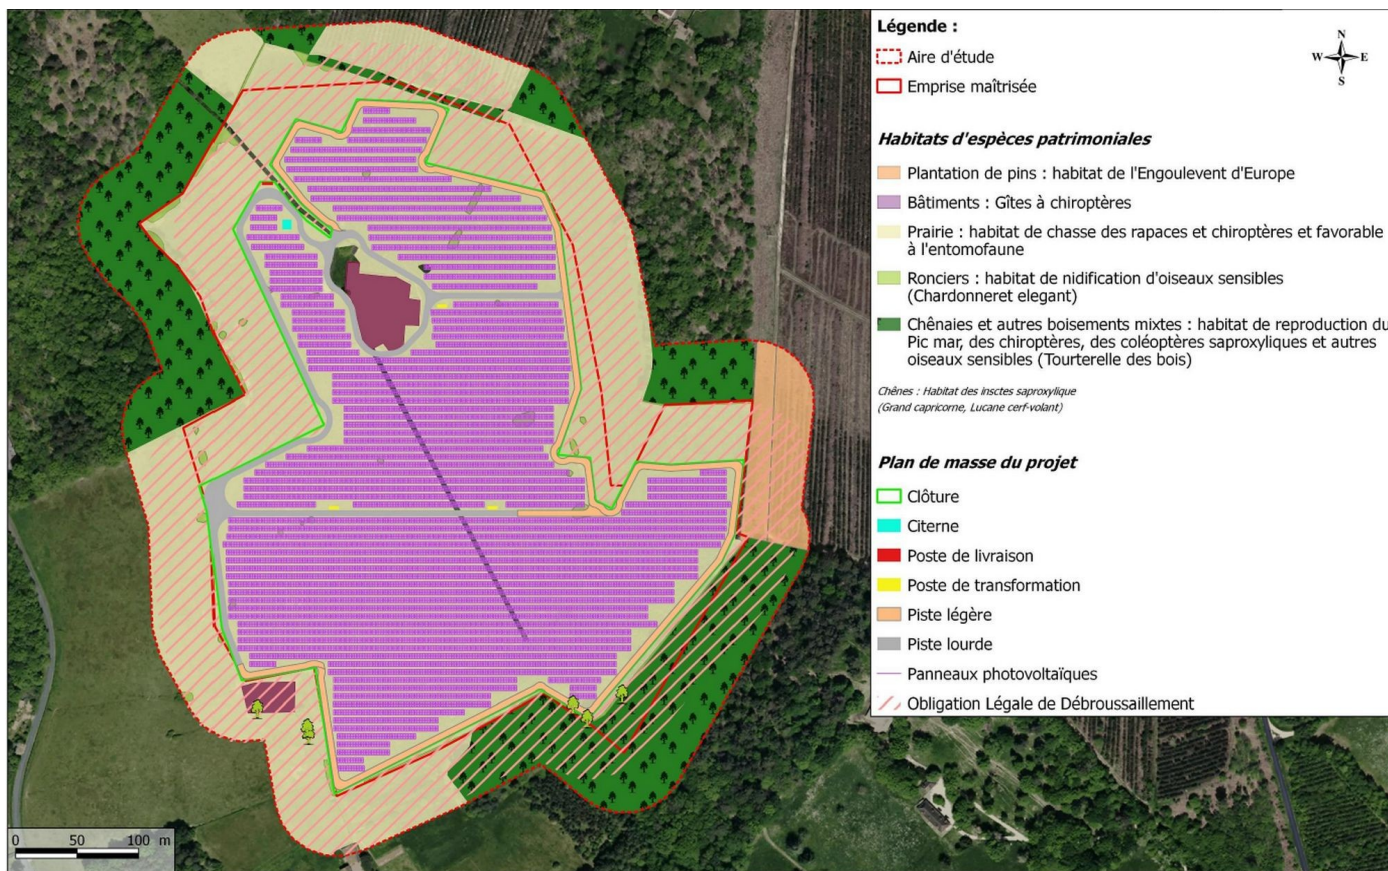 Légende :
N
W E
S
Aire d'étude
Emprise maîtrisée
Habitats d'espèces patrimoniales
Plantation de pins : habitat de l'Engoulevent d'Europe
Bâtiments : Gîtes à chiroptères
Prairie : habitat de chasse des rapaces et chiroptères et favorable
à l'entomofaune
Ronciers : habitat de nidification d'oiseaux sensibles
(Chardonneret elegant)
Chênaies et autres boisements mixtes : habitat de reproduction du
Pic mar, des chiroptères, des coléoptères saproxyliques et autres
oiseaux sensibles (Tourterelle des bois)
Chênes : Habitat des insctes saproxylique
(Grand capricorne, Lucane cerf-volant)
Plan de masse du projet
Clôture
Citerne
Poste de livraison
Poste de transformation
Piste légère
Piste lourde
Panneaux photovoltaïques
Obligation Légale de Débroussaillement
0 50 100 m